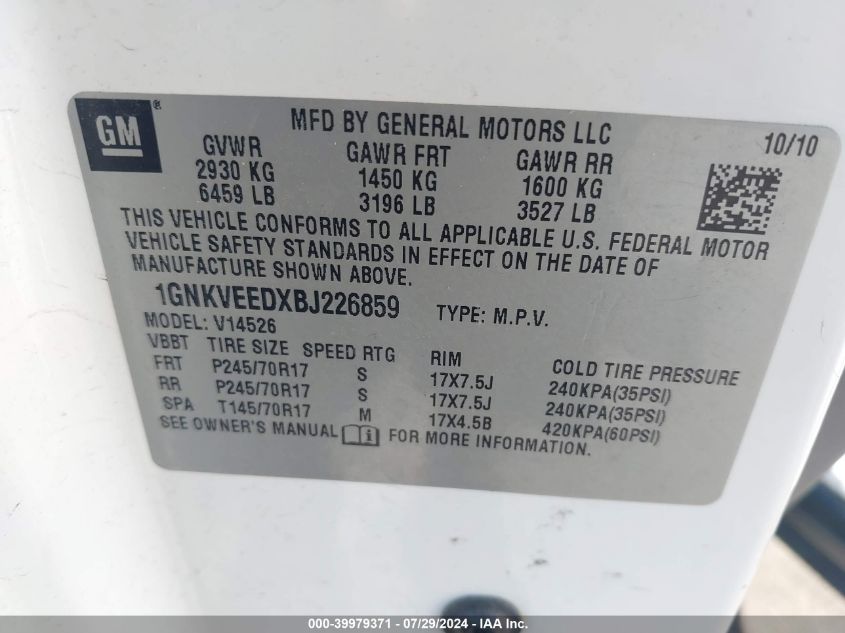 GM®
MFD BY GENERAL MOTORS LLC
10/10
GVWR GAWR FRT GAWR RR
2930 KG 1450 KG 1600 KG
6459 LB 3196 LB 3527 LB
THIS VEHICLE CONFORMS TO ALL APPLICABLE U.S. FEDERAL MOTOR
VEHICLE SAFETY STANDARDS IN EFFECT ON THE DATE OF
MANUFACTURE SHOWN ABOVE.
1GNKVEEDXBJ226859 TYPE: M.P.V.
MODEL: V14526
VBBT TIRE SIZE SPEED RTG RIM COLD TIRE PRESSURE
FRT P245/70R17 S 17X7.5J 240KPA(35PSI)
RR P245/70R17 S 17X7.5J 240KPA(35PSI)
SPA T145/70R17 M 17X4.5B 420KPA(60PSI)
SEE OWNER'S MANUAL i FOR MORE INFORMATION.
000-39979371 - 07/29/2024 - IAA Inc.